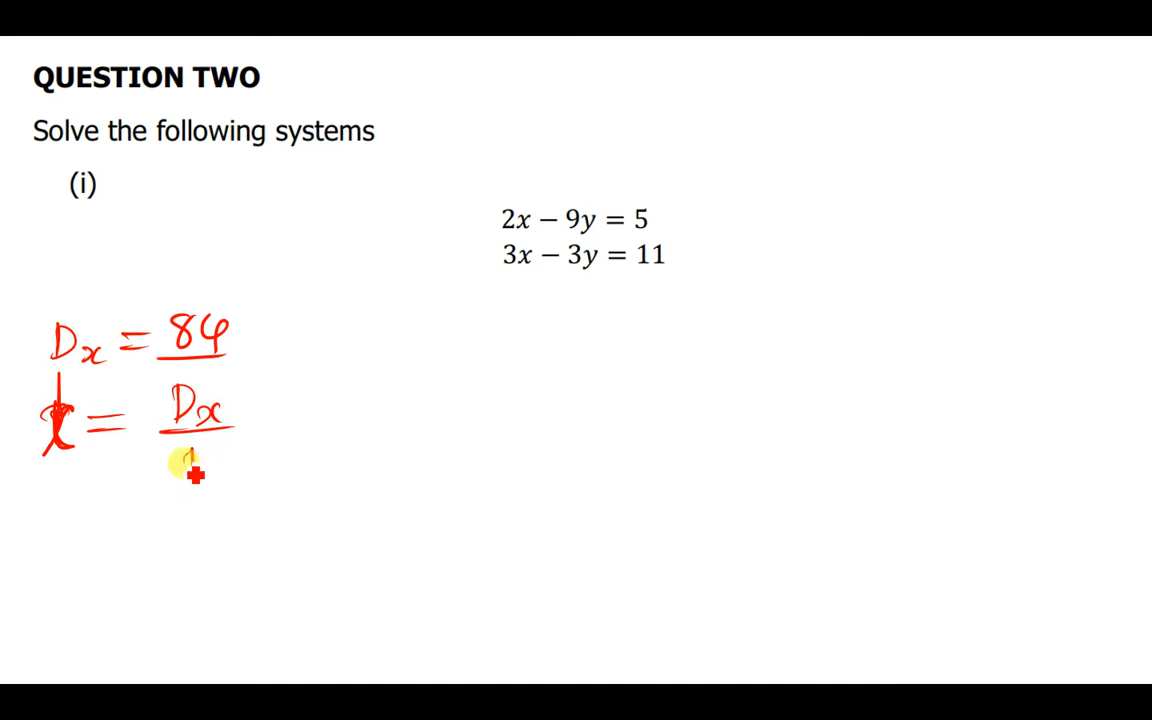 QUESTION TWO
Solve the following systems
(i)
2x − 9y = 5
3x − 3y = 11
Dx = 84
x = Dx